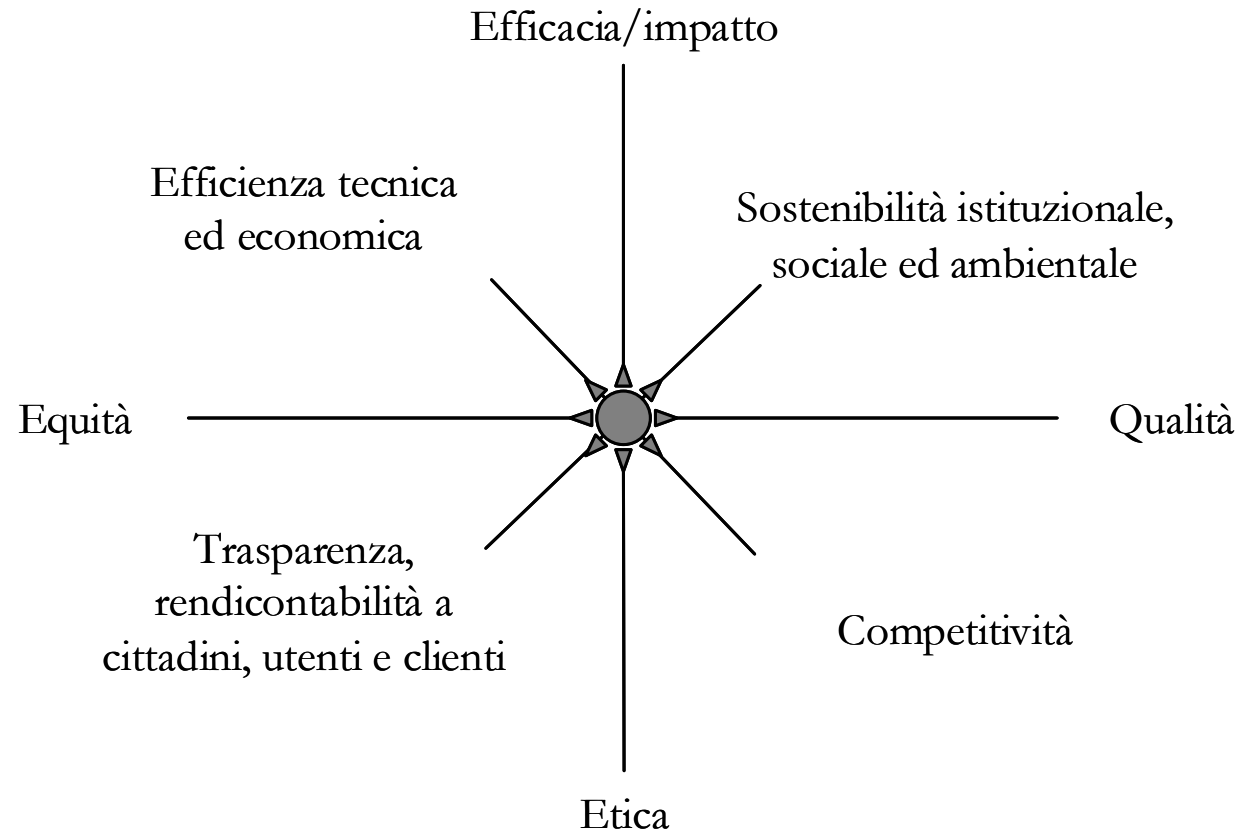 Efficacia/impatto
Efficienza tecnica
ed economica
Sostenibilità istituzionale,
sociale ed ambientale
Equità
Qualità
Trasparenza,
rendicontabilità a
cittadini, utenti e clienti
Competitività
Etica